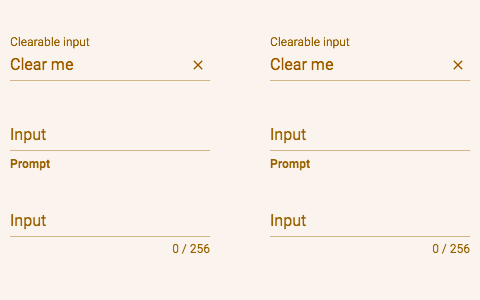 Clearable input
Clear me
Input
Prompt
Input
0 / 256
Clearable input
Clear me
Input
Prompt
Input
0 / 256